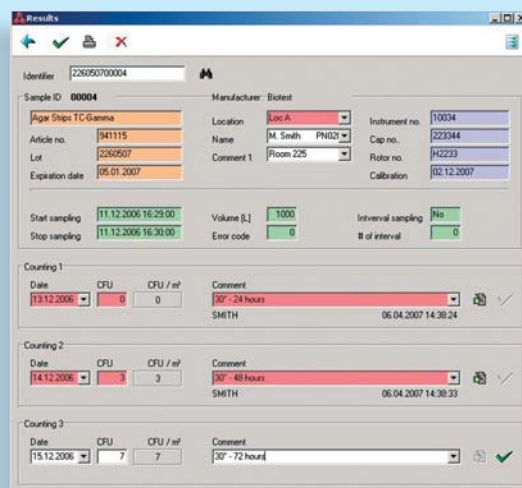 Results
Identifier 226050700004
Sample ID 00004 Manufacturer Biotest
Agar Strips TC-Gamma Location Loc A Instrument no. 10034
Article no. 941115 Name M. Smith PN02 Cap no.. 223344
Lot 2260507 Comment 1 Room 225 Rotor no. H2233
Expiration date 05.01.2007 Calibration 02.12.2007
Start sampling 11.12.2006 16:29:00 Volume [L] 1000 Intverval sampling No
Stop sampling 11.12.2006 16:30:00 Error code 0 # of interval 0
Counting 1
Date CFU CFU / m³ Comment
13.12.2006 0 0 30° - 24 hours
SMITH 06.04.2007 14:38:24
Counting 2
Date CFU CFU / m³ Comment
14.12.2006 3 3 30° - 48 hours
SMITH 06.04.2007 14:38:33
Counting 3
Date CFU CFU / m³ Comment
15.12.2006 7 7 30° - 72 hours